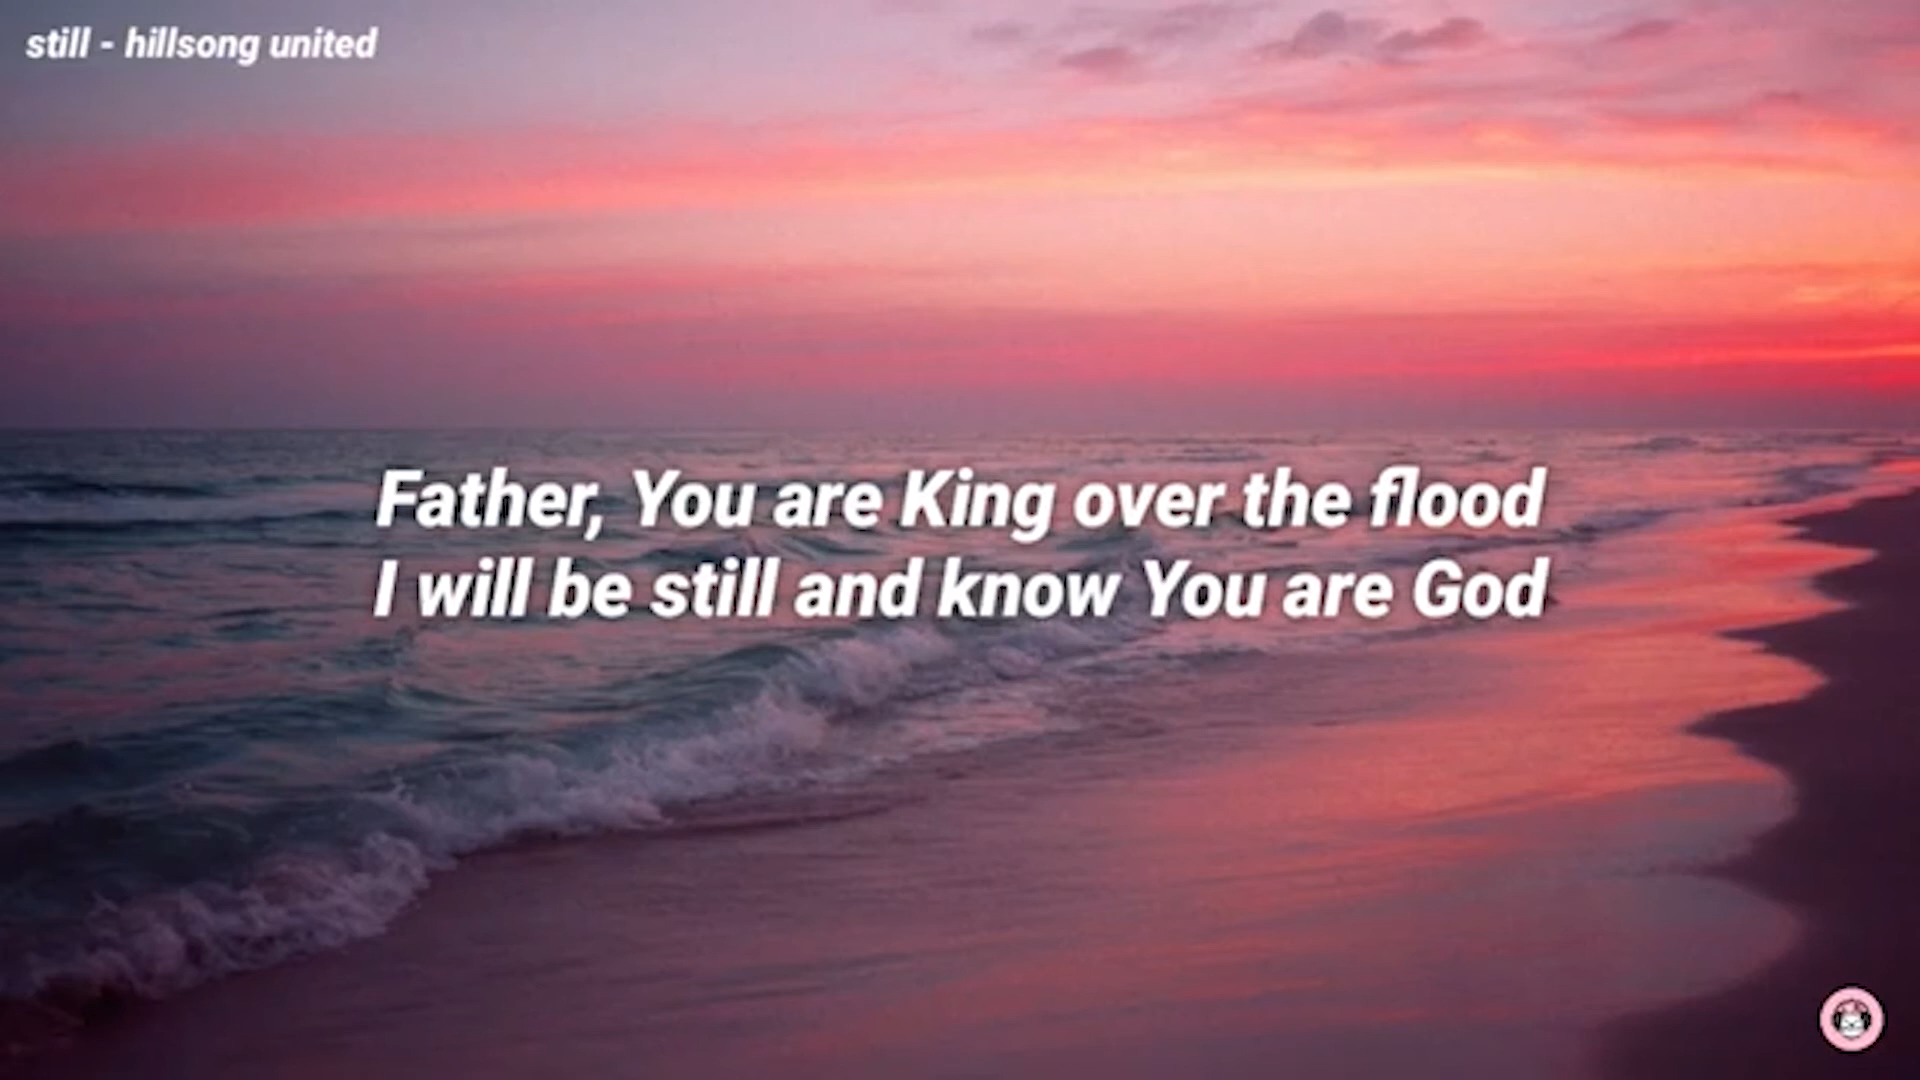 still - hillsong united
Father, You are King over the flood
I will be still and know You are God